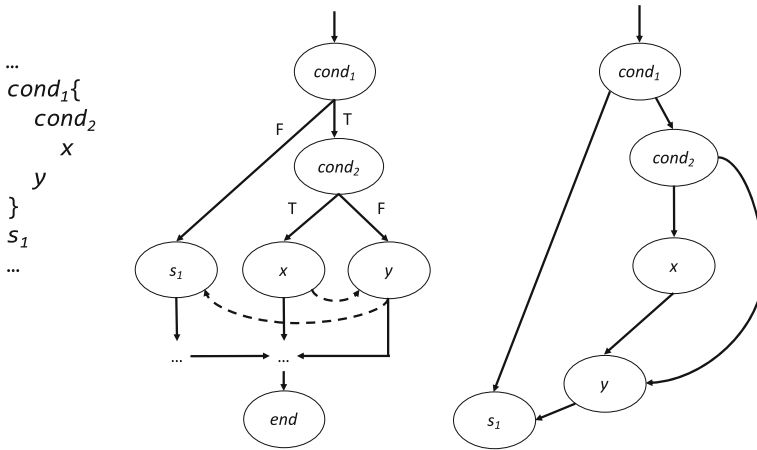 ...
cond₁{
cond₂
x
y
}
s₁
...
cond₁
F
T
cond₂
T
F
s₁
x
y
...
...
end
cond₁
cond₂
x
y
s₁